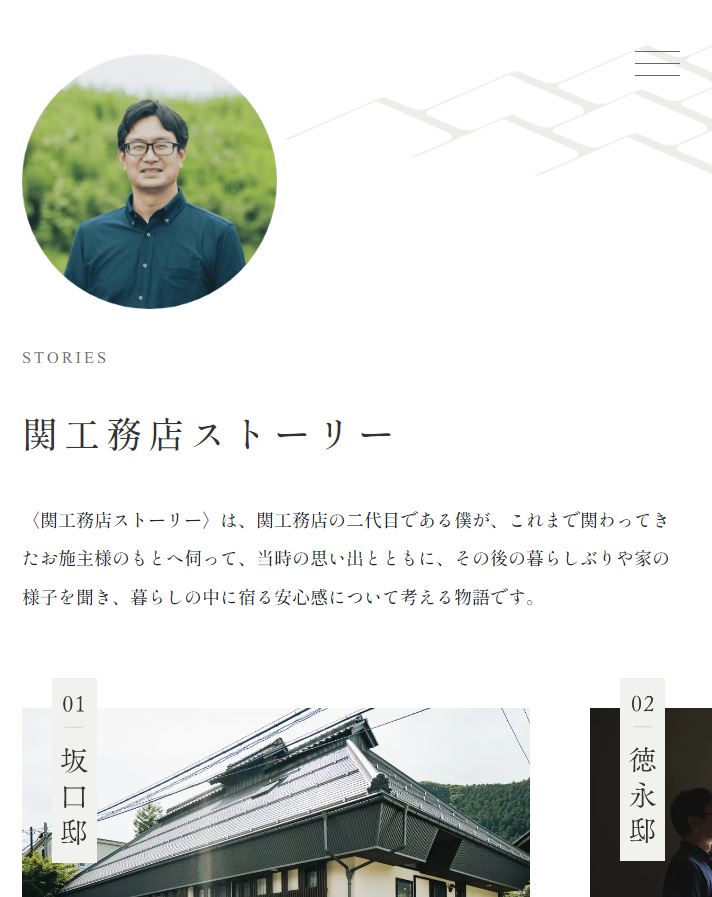 STORIES
関工務店ストーリー
〈関工務店ストーリー〉は、関工務店の二代目である僕が、これまで関わってき
たお施主様のもとへ伺って、当時の思い出とともに、その後の暮らしぶりや家の
様子を聞き、暮らしの中に宿る安心感について考える物語です。
01
坂口邸
02
徳永邸